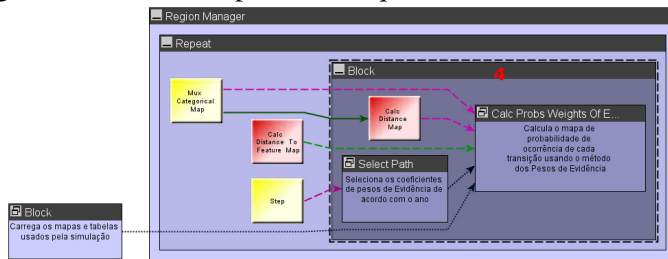 Region Manager
Repeat
Block
4
Mux
Categorical
Map
Calc
Distance
Map
Calc Probs Weights Of E...
Calcula o mapa de
probabilidade de
ocorrência de cada
transição usando o método
dos Pesos de Evidência
Calc
Distance To
Feature Map
Select Path
Seleciona os coeficientes
de pesos de Evidência de
acordo com o ano
Step
Block
Carrega os mapas e tabelas
usados pela simulação